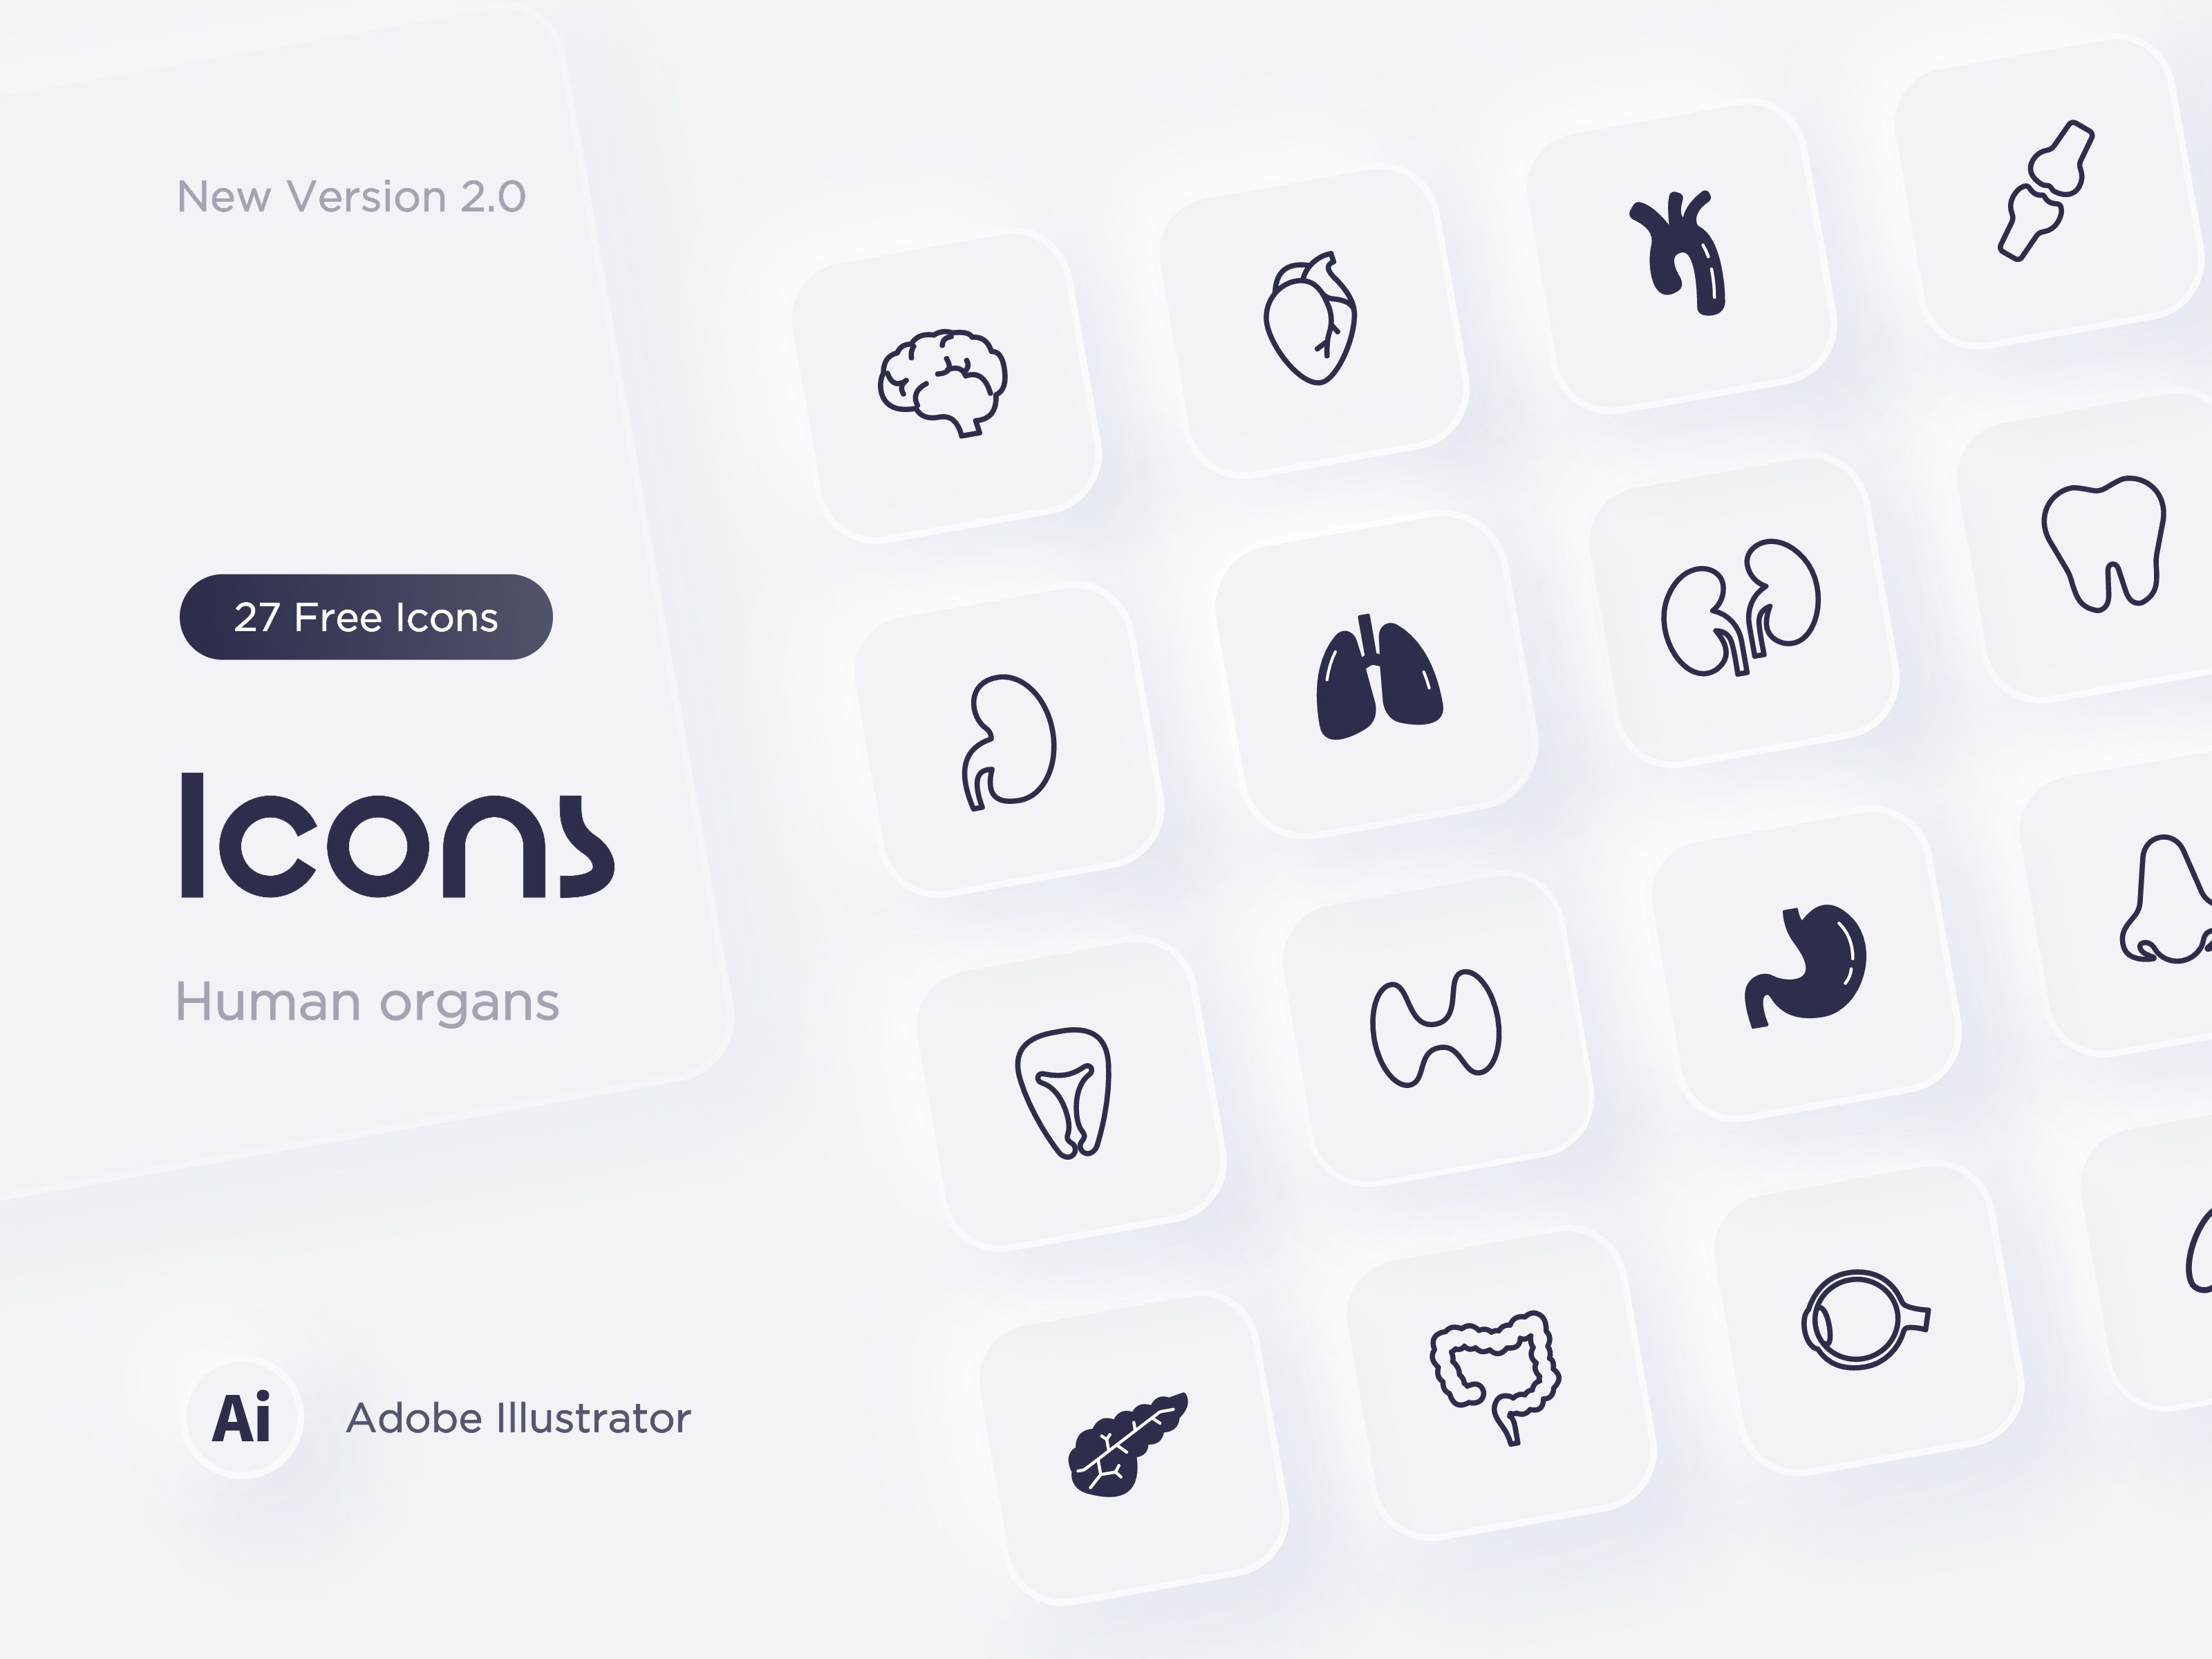 New Version 2.0
27 Free Icons
Icons
Human organs
Ai
Adobe Illustrator